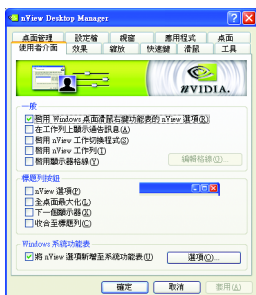 nView Desktop Manager
桌面管理 設定檔 視窗 應用程式 桌面
使用者介面 效果 縮放 快速鍵 滑鼠 工具
NVIDIA.
一般
啟用 Windows 桌面滑鼠右鍵功能表的 nView 選項(R)
在工作列上顯示通告訊息(A)
啟用 nView 工作切換程式(S)
啟用 nView 工作列(T)
啟用顯示器格線(Y)
編輯格線(D)...
標題列按鈕
nView 選項(P)
全桌面最大化(L)
下一個顯示器(X)
收合至標題列(C)
Windows 系統功能表
將 nView 選項新增至系統功能表(U)
選項(O)...
確定 取消 套用(A)